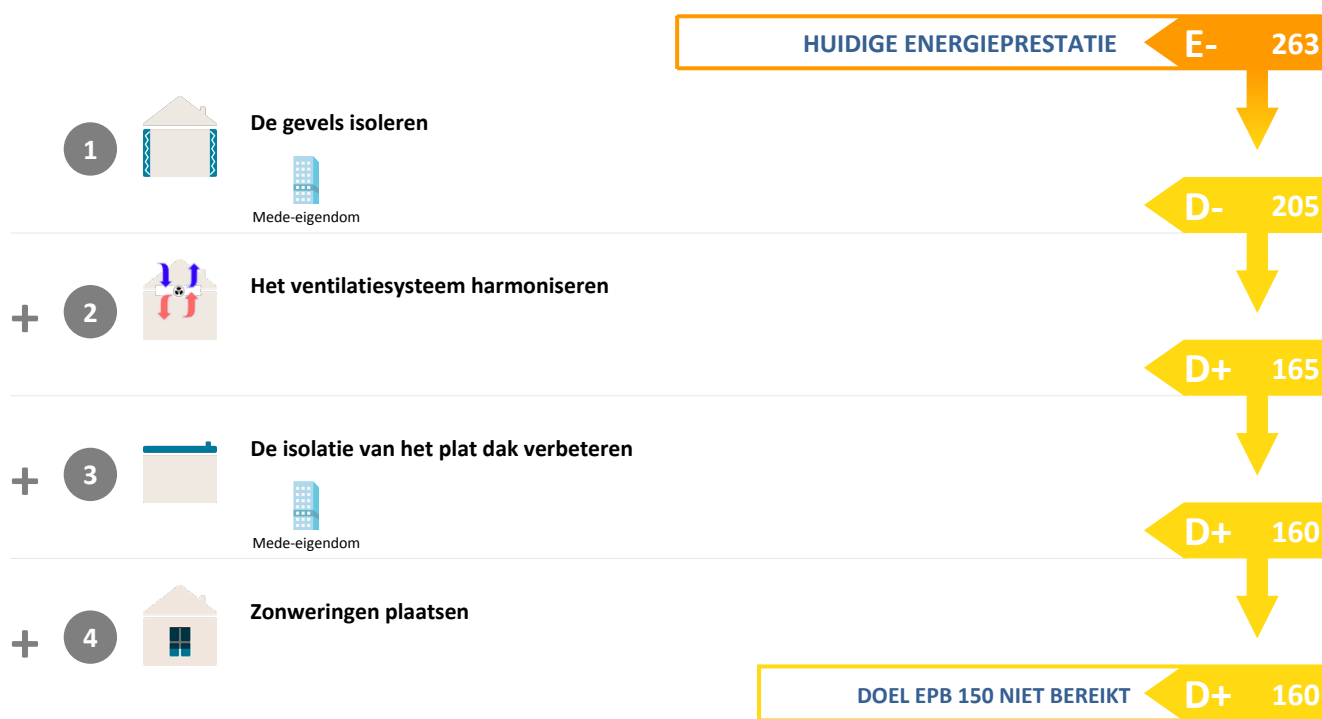 HUIDIGE ENERGIEPRESTATIE E- 263
1 De gevels isoleren
Mede-eigendom
D- 205
+ 2 Het ventilatiesysteem harmoniseren
D+ 165
+ 3 De isolatie van het plat dak verbeteren
Mede-eigendom
D+ 160
+ 4 Zonweringen plaatsen
DOEL EPB 150 NIET BEREIKT D+ 160